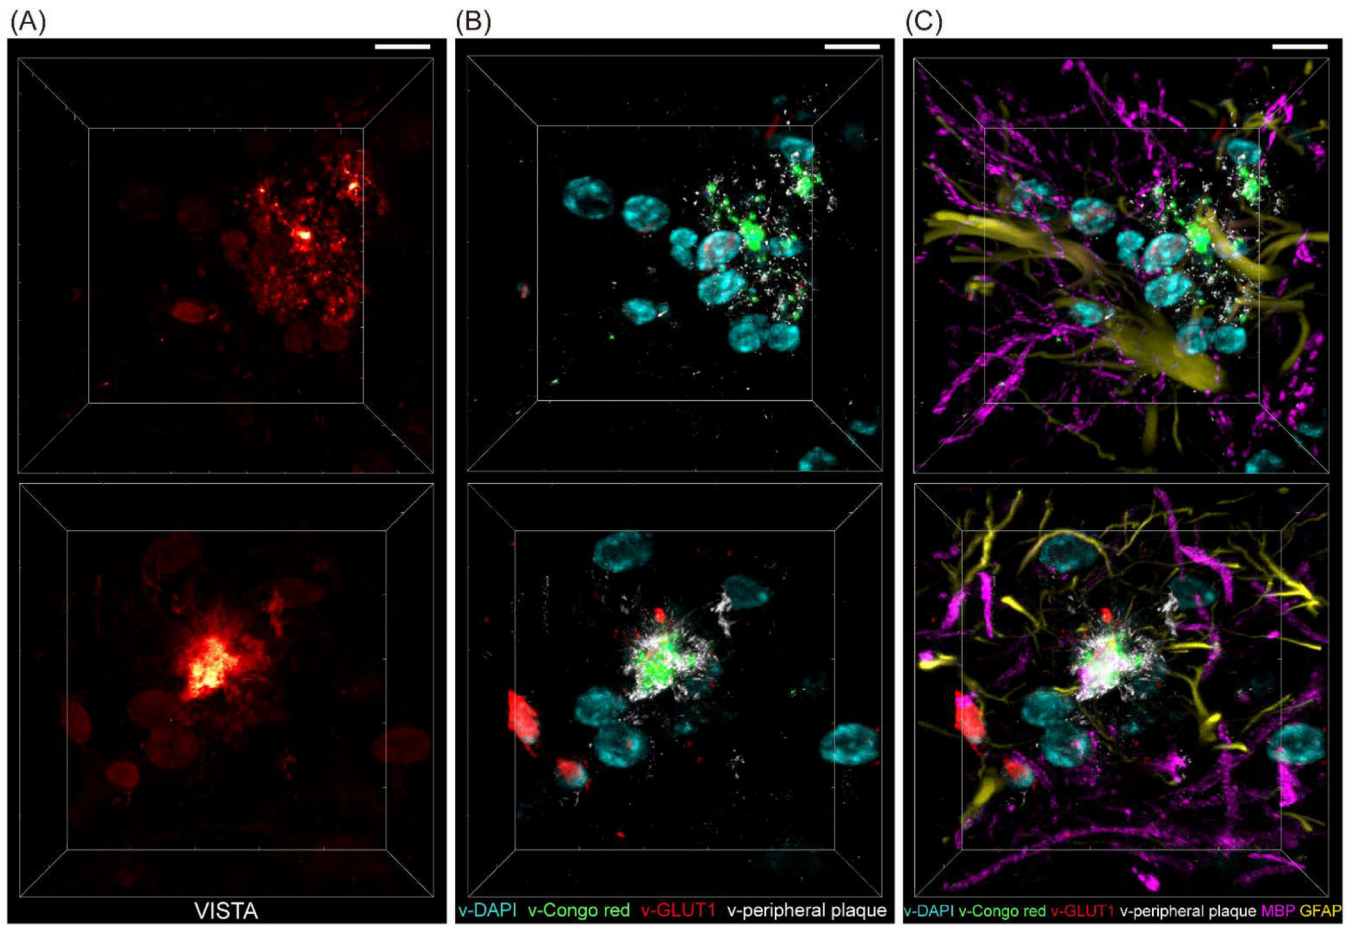 (A)
(B)
(C)
VISTA
v-DAPI v-Congo red v-GLUT1 v-peripheral plaque
v-DAPI v-Congo red v-GLUT1 v-peripheral plaque MBP GFAP